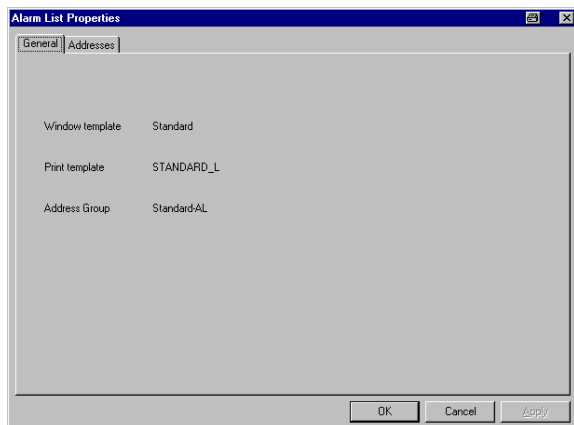 Alarm List Properties
General Addresses
Window template Standard
Print template STANDARD_L
Address Group Standard-AL
OK Cancel Apply